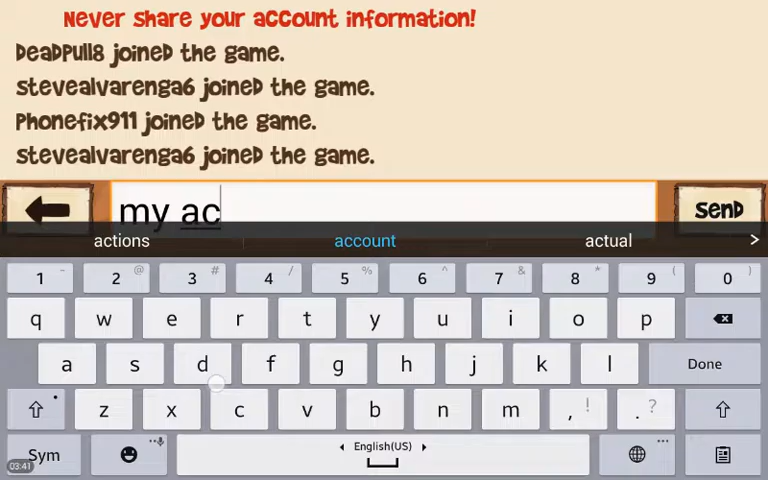 Never share your account information!
DeadPull8 joined the game.
stevealvarenga6 joined the game.
Phonefix911 joined the game.
stevealvarenga6 joined the game.
my ac
send
actions account actual >
1 - 2 @ 3 # 4 / 5 % 6 ^ 7 & 8 * 9 ( 0 )
q w e r t y u i o p
a s d f g h j k l Done
z x c v b n m , ! . ?
Sym English(US)
03:41